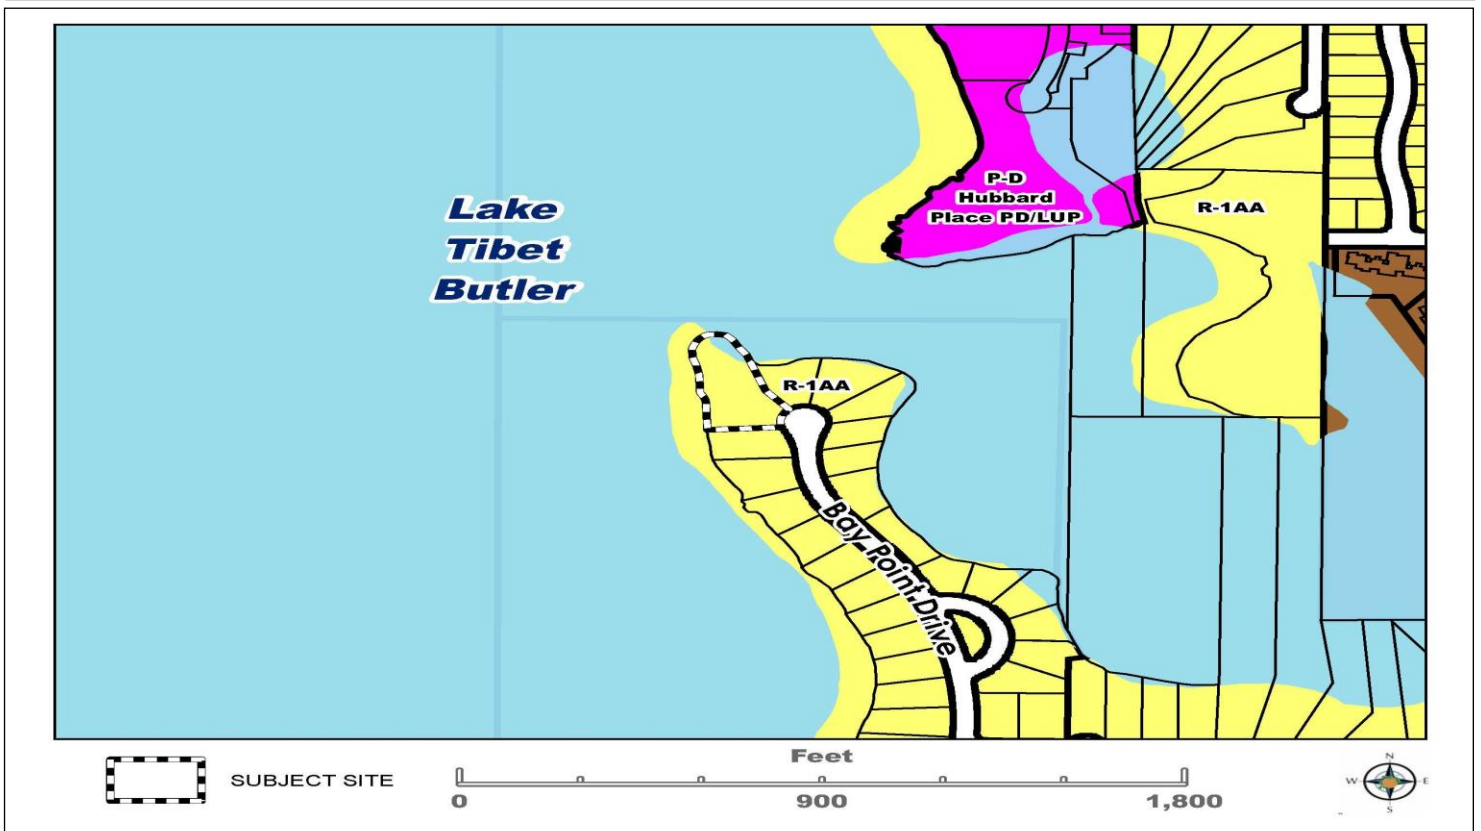 Lake
Tibet
Butler
P-D
Hubbard
Place PD/LUP
R-1AA
R-1AA
Bay Point Drive
SUBJECT SITE
Feet
0 900 1,800
N
W E
S